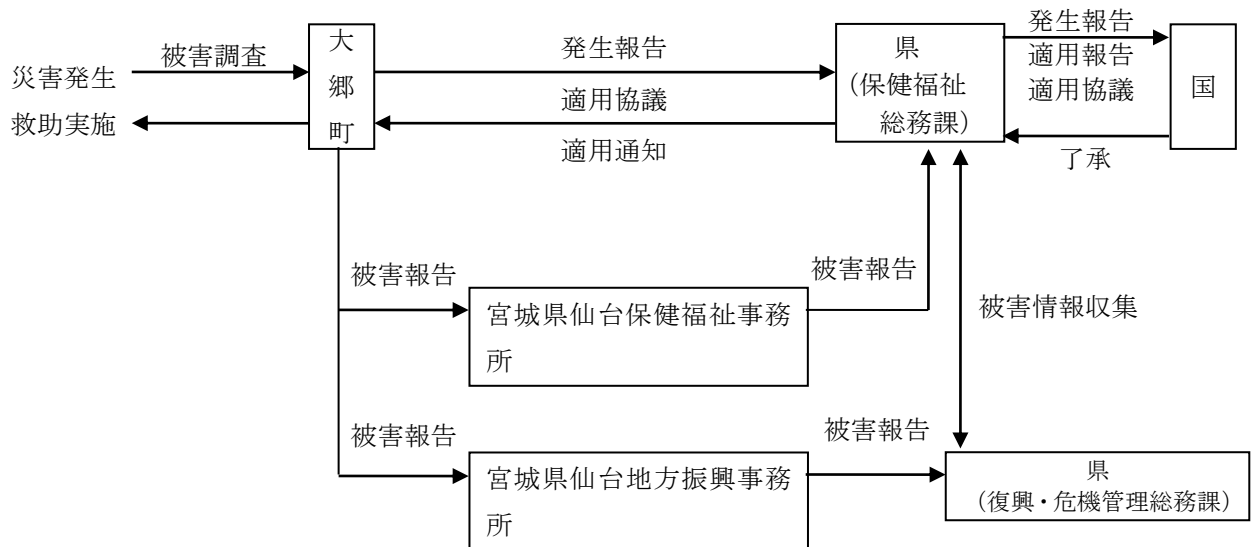 災害発生
救助実施
被害調査
大
郷
町
発生報告
適用協議
適用通知
県
（保健福祉
総務課）
発生報告
適用報告
適用協議
了承
国
被害報告
宮城県仙台保健福祉事務
所
被害報告
被害情報収集
被害報告
宮城県仙台地方振興事務
所
被害報告
県
（復興・危機管理総務課）